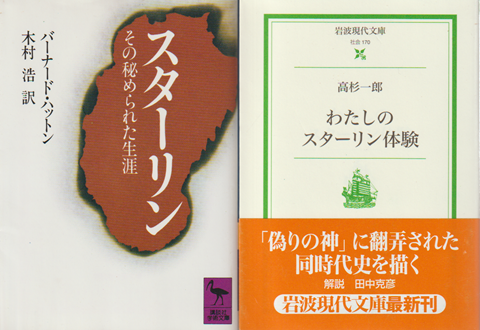 スターリン
その秘められた生涯
バーナード・ハットン
木村 浩 訳
講談社
学術文庫
岩波現代文庫
社会 170
高杉一郎
わたしの
スターリン体験
「偽りの神」に翻弄された
同時代史を描く
解説 田中克彦
岩波現代文庫最新刊